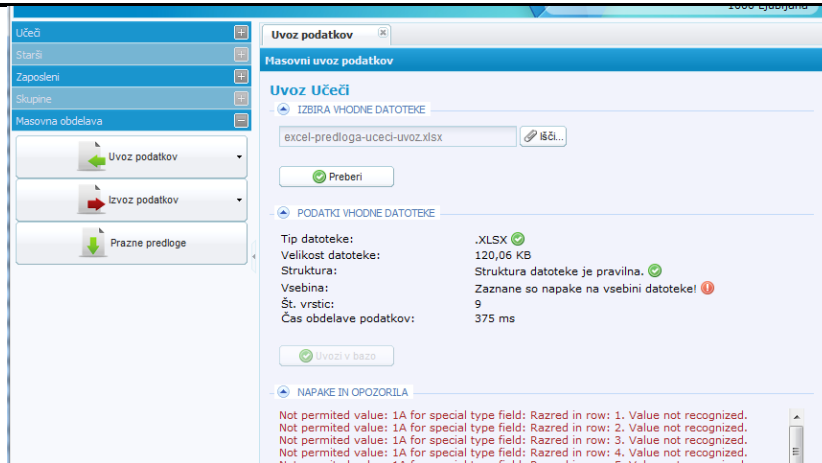 1000 Ljubljana
Učeči
Starši
Zaposleni
Skupine
Masovna obdelava
Uvoz podatkov
Izvoz podatkov
Prazne predloge
Uvoz podatkov
Masovni uvoz podatkov
Uvoz Učeči
IZBIRA VHODNE DATOTEKE
excel-predloga-uceci-uvoz.xlsx
Išči...
Preberi
PODATKI VHODNE DATOTEKE
Tip datoteke: .XLSX
Velikost datoteke: 120,06 KB
Struktura: Struktura datoteke je pravilna.
Vsebina: Zaznane so napake na vsebini datoteke!
Št. vrstic: 9
Čas obdelave podatkov: 375 ms
Uvozi v bazo
NAPAKE IN OPOZORILA
Not permited value: 1A for special type field: Razred in row: 1. Value not recognized.
Not permited value: 1A for special type field: Razred in row: 2. Value not recognized.
Not permited value: 1A for special type field: Razred in row: 3. Value not recognized.
Not permited value: 1A for special type field: Razred in row: 4. Value not recognized.